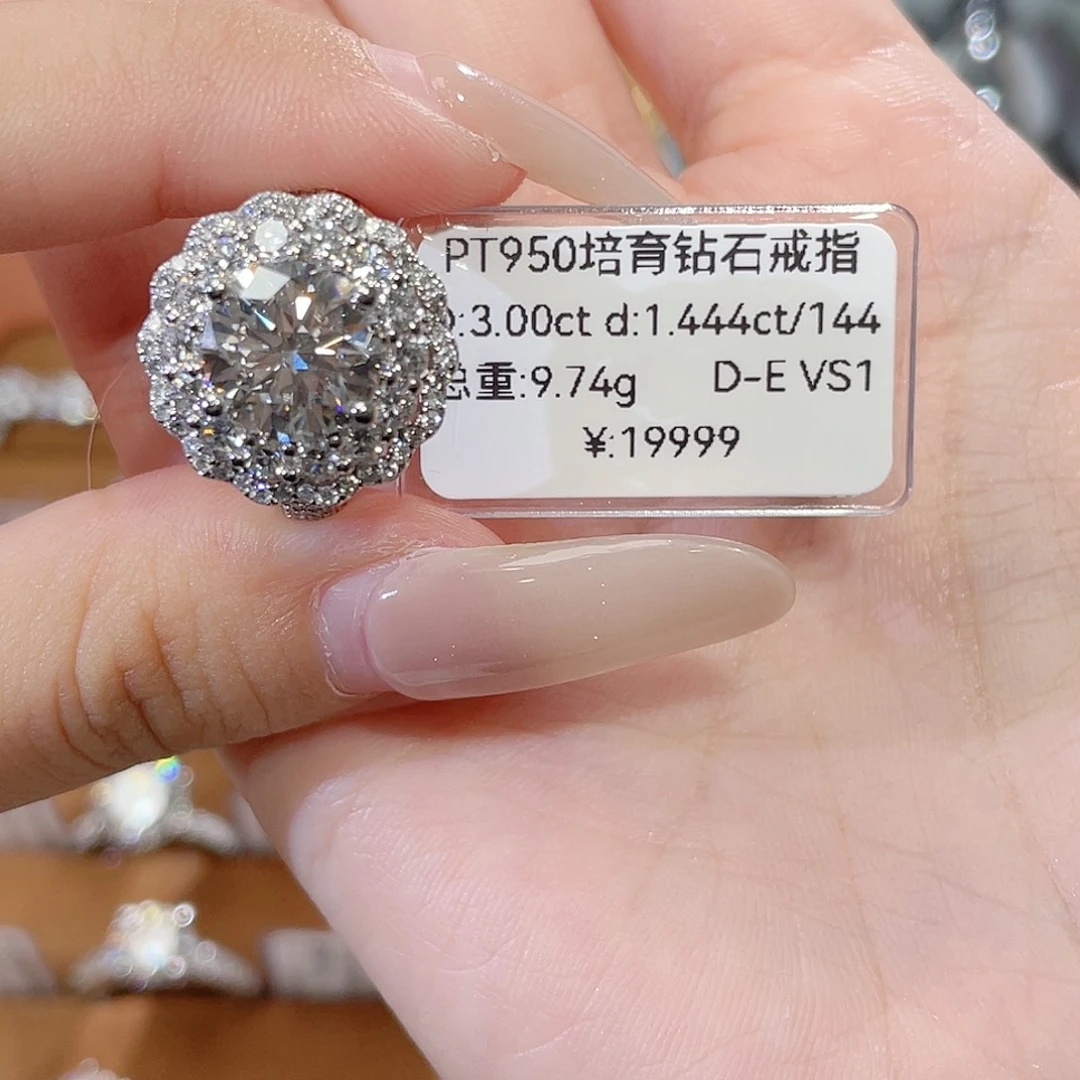 PT950培育钻石戒指
:3.00ct d:1.444ct/144
总重:9.74g D-E VS1
¥:19999